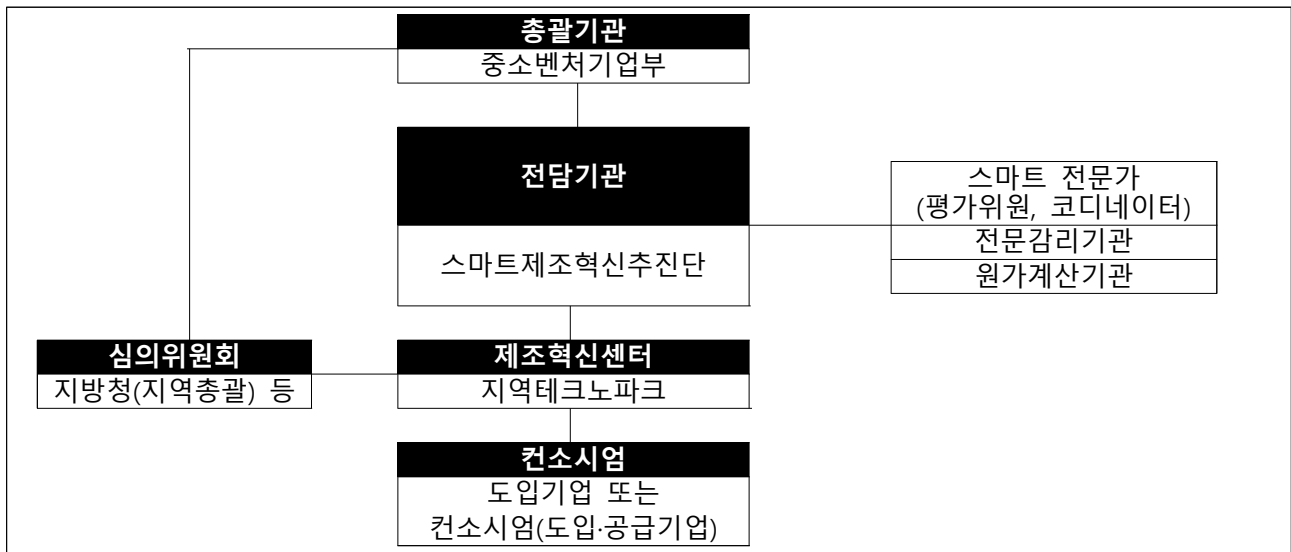 총괄기관
중소벤처기업부
전담기관
스마트제조혁신추진단
스마트 전문가
(평가위원, 코디네이터)
전문감리기관
원가계산기관
심의위원회
지방청(지역총괄) 등
제조혁신센터
지역테크노파크
컨소시엄
도입기업 또는
컨소시엄(도입·공급기업)